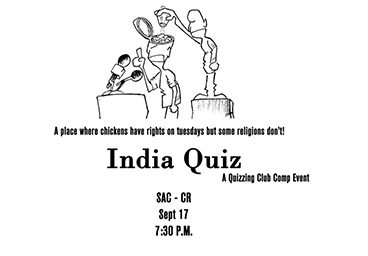 A place where chickens have rights on tuesdays but some religions don't!
India Quiz
A Quizzing Club Comp Event
SAC - CR
Sept 17
7:30 P.M.